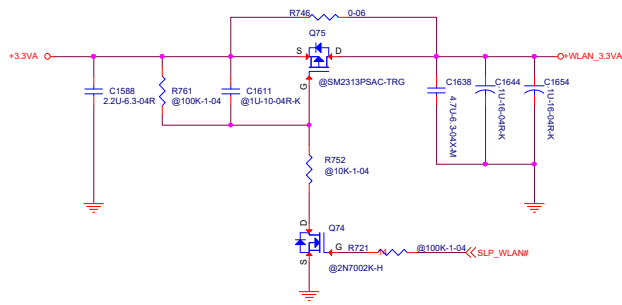 R746 0-06
Q75
+3.3VA
S
D
+WLAN_3.3VA
G
@SM2313PSAC-TRG
C1588
2.2U-6.3-04R
R761
@100K-1-04
C1611
@1U-10-04R-K
C1638
4.7U-6.3-04X-M
C1644
.1U-16-04R-K
C1654
.1U-16-04R-K
R752
@10K-1-04
D
Q74
G
S
R721
@100K-1-04
SLP_WLAN#
@2N7002K-H